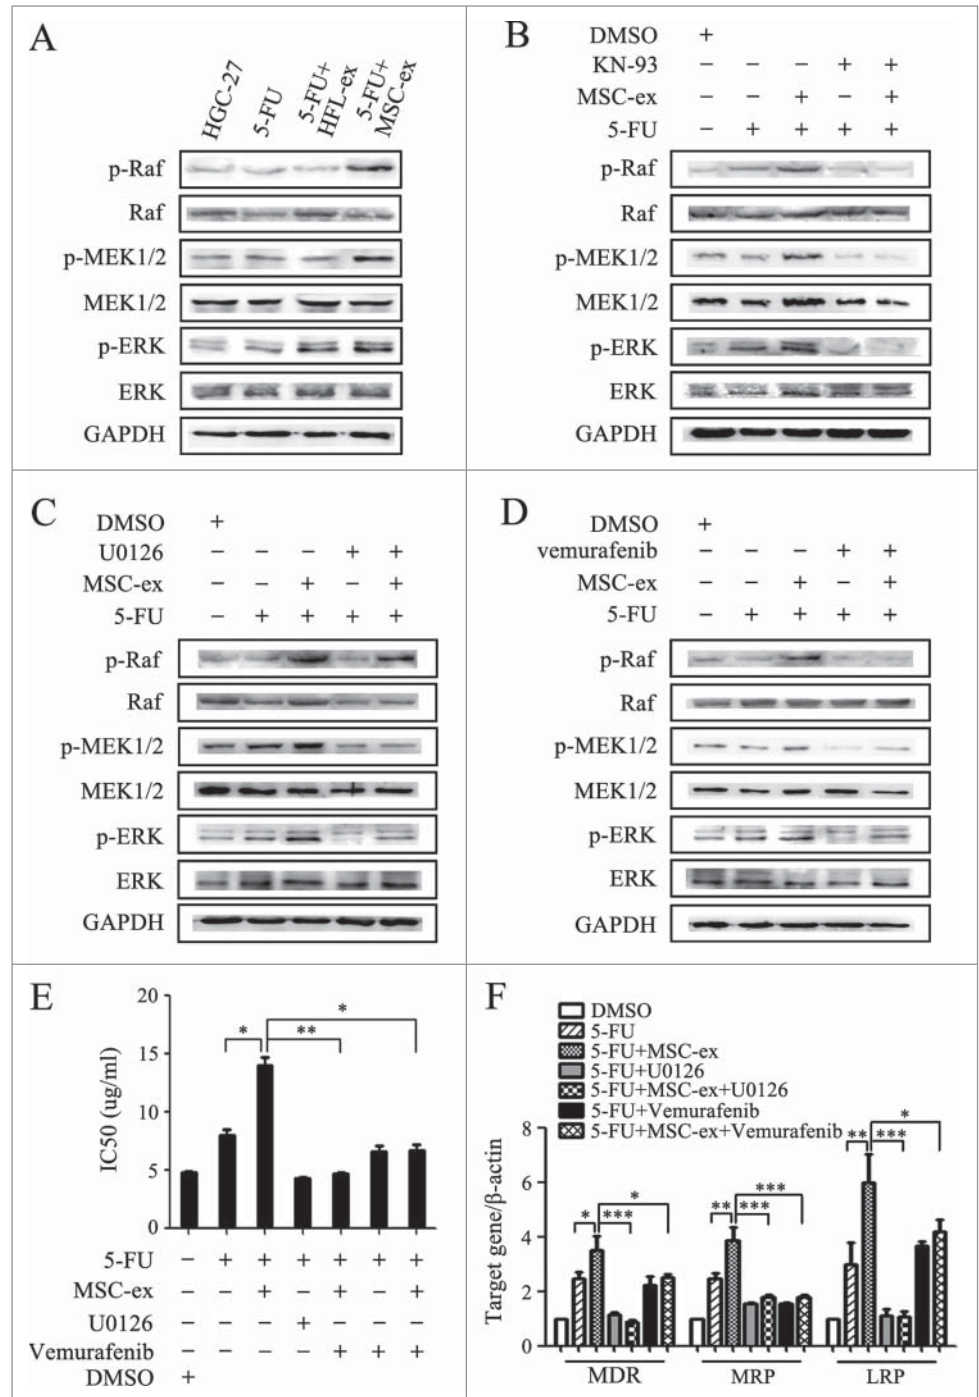 A
HGC-27
5-FU
5-FU+
HFL-ex
5-FU+
MSC-ex
p-Raf
Raf
p-MEK1/2
MEK1/2
p-ERK
ERK
GAPDH
B
DMSO +
KN-93 − − − + +
MSC-ex − − + − +
5-FU − + + + +
p-Raf
Raf
p-MEK1/2
MEK1/2
p-ERK
ERK
GAPDH
C
DMSO +
U0126 − − − + +
MSC-ex − − + − +
5-FU − + + + +
p-Raf
Raf
p-MEK1/2
MEK1/2
p-ERK
ERK
GAPDH
D
DMSO +
vemurafenib − − − + +
MSC-ex − − + − +
5-FU − + + + +
p-Raf
Raf
p-MEK1/2
MEK1/2
p-ERK
ERK
GAPDH
E
IC50 (ug/ml)
20
15
10
5
0
*
**
*
5-FU − + + + + + +
MSC-ex − − + − + − +
U0126 − − − + − − −
Vemurafenib − − − − + + +
DMSO +
F
DMSO
5-FU
5-FU+MSC-ex
5-FU+U0126
5-FU+MSC-ex+U0126
5-FU+Vemurafenib
5-FU+MSC-ex+Vemurafenib
Target gene/β-actin
8
6
4
2
0
* *** *
** *** ***
** *** *
MDR MRP LRP